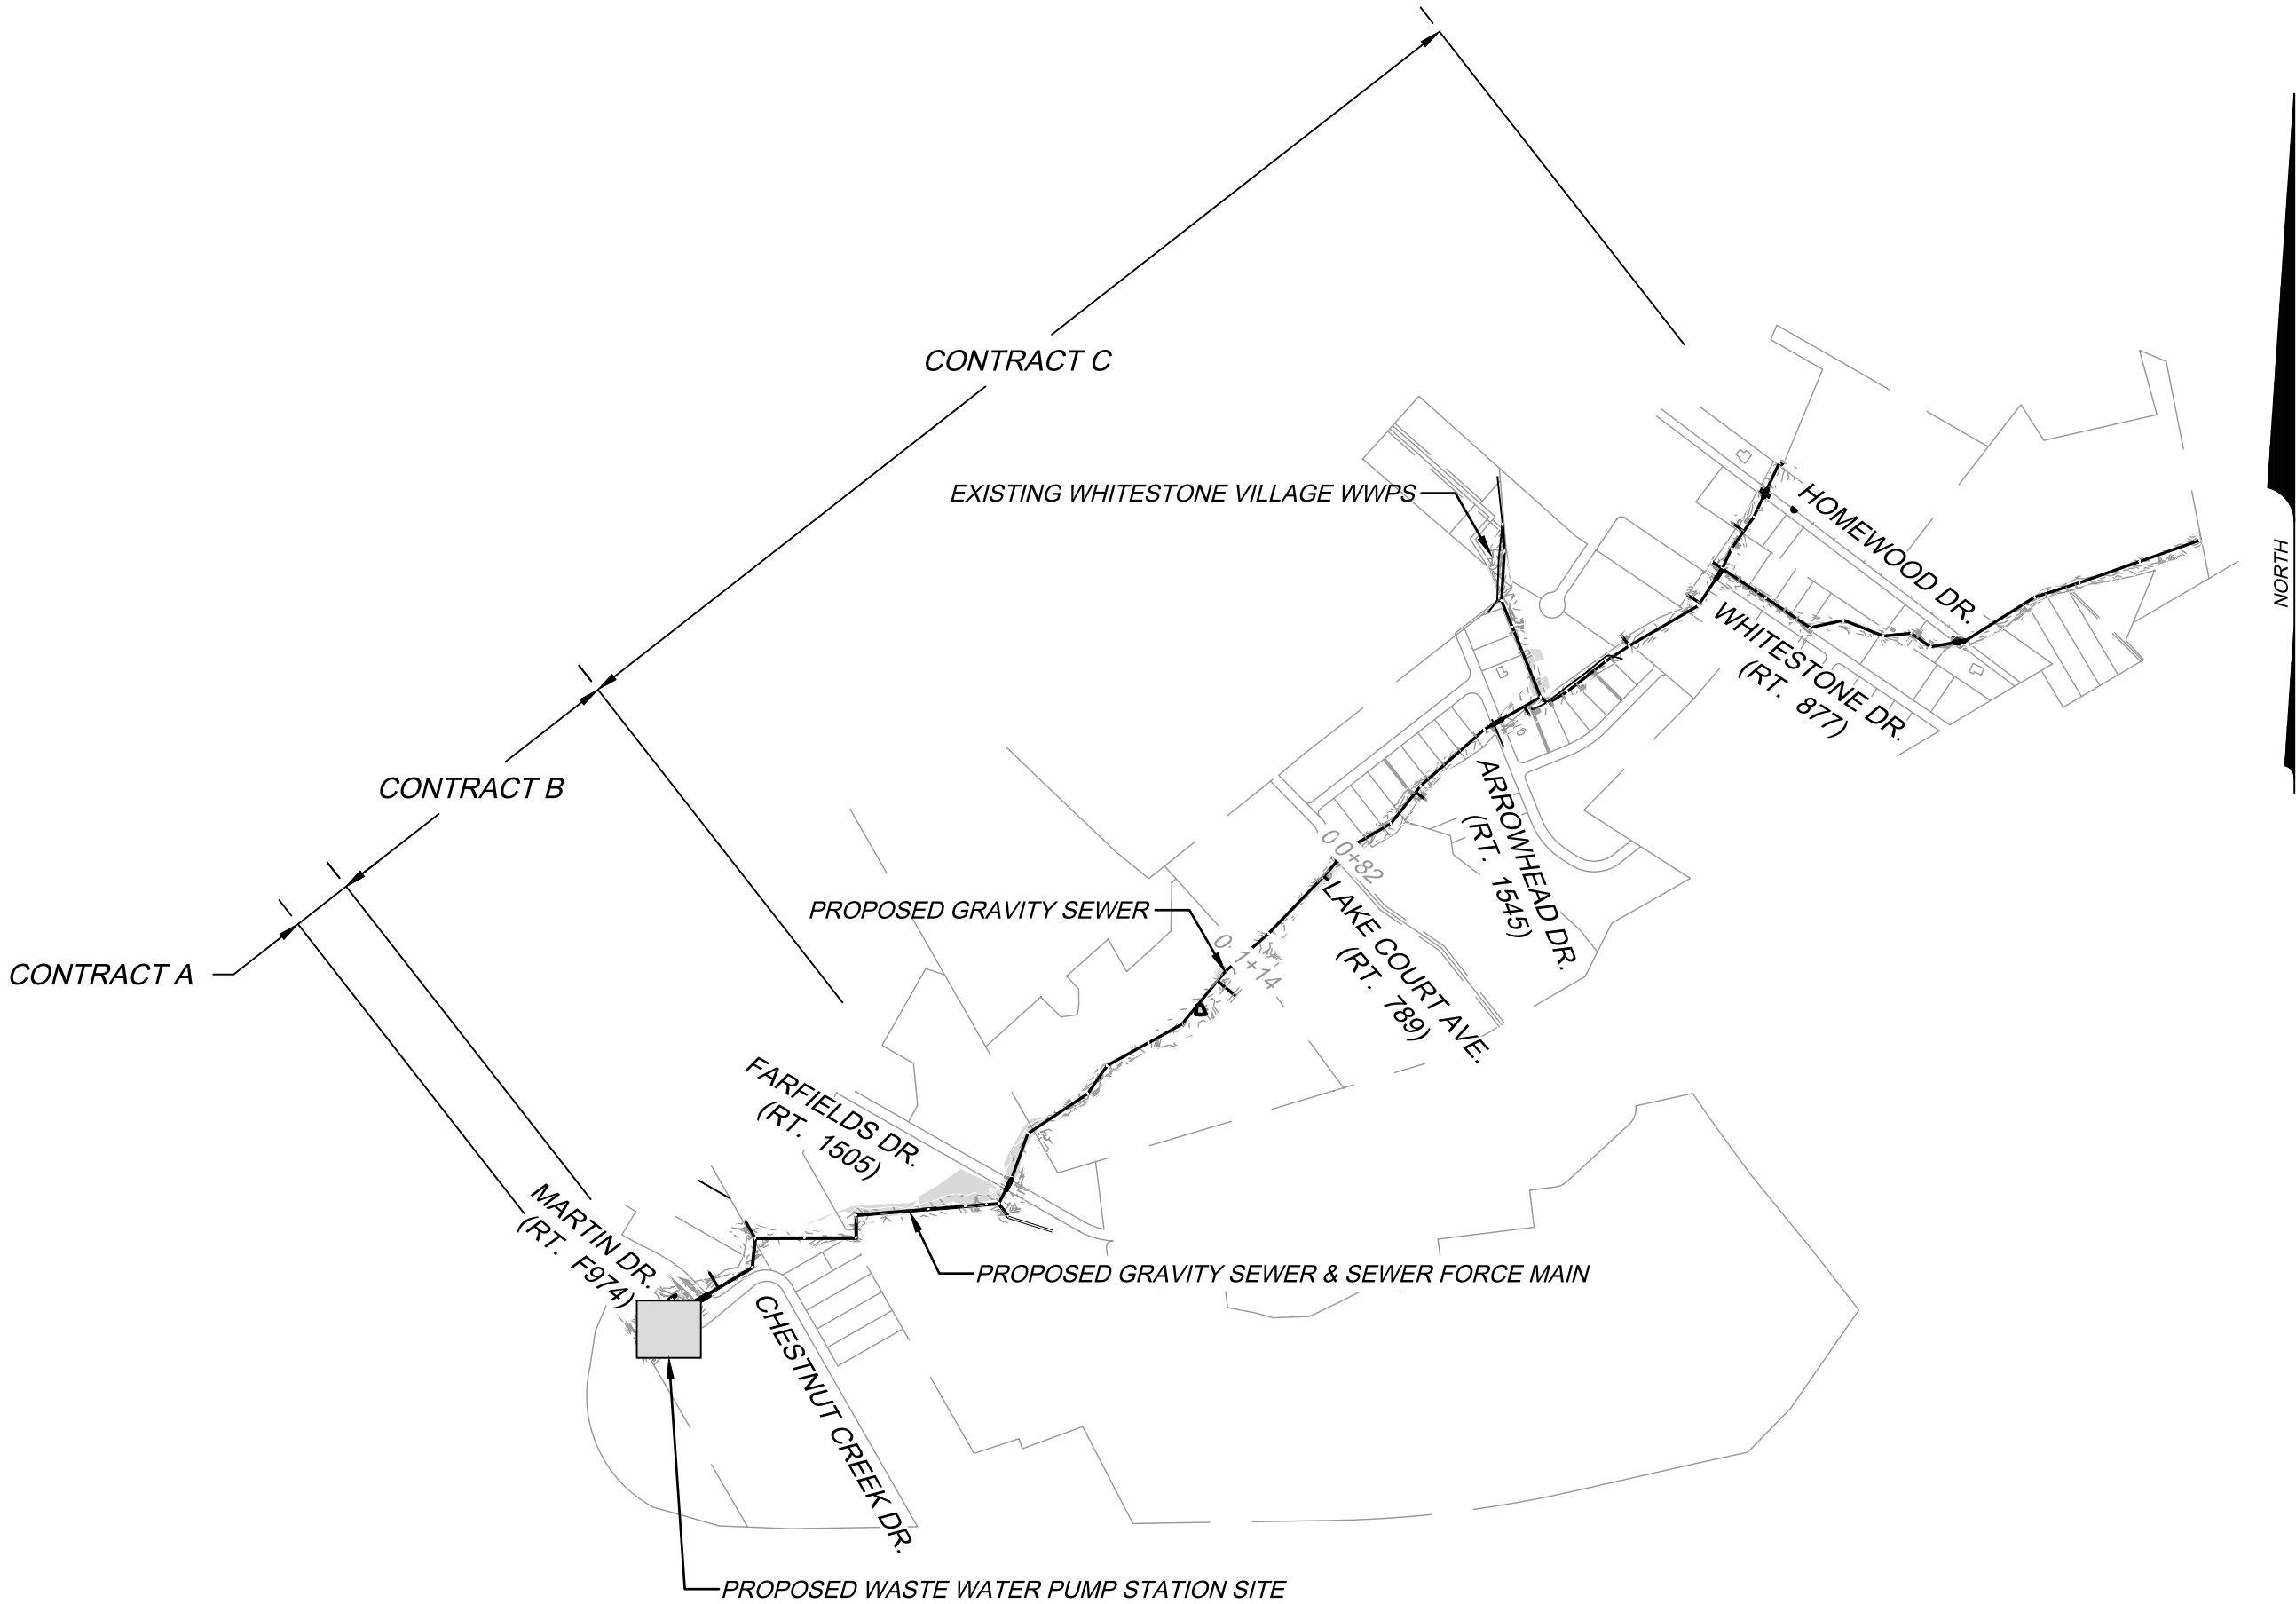 CONTRACT C
EXISTING WHITESTONE VILLAGE WWPS
HOMEWOOD DR.
NORTH
WHITESTONE DR.
(RT. 877)
CONTRACT B
ARROWHEAD DR.
(RT. 1545)
0 0+82
PROPOSED GRAVITY SEWER
LAKE COURT AVE.
(RT. 789)
0 1+14
CONTRACT A
FARFIELDS DR.
(RT. 1505)
MARTIN DR.
(RT. F974)
PROPOSED GRAVITY SEWER & SEWER FORCE MAIN
CHESTNUT CREEK DR.
PROPOSED WASTE WATER PUMP STATION SITE